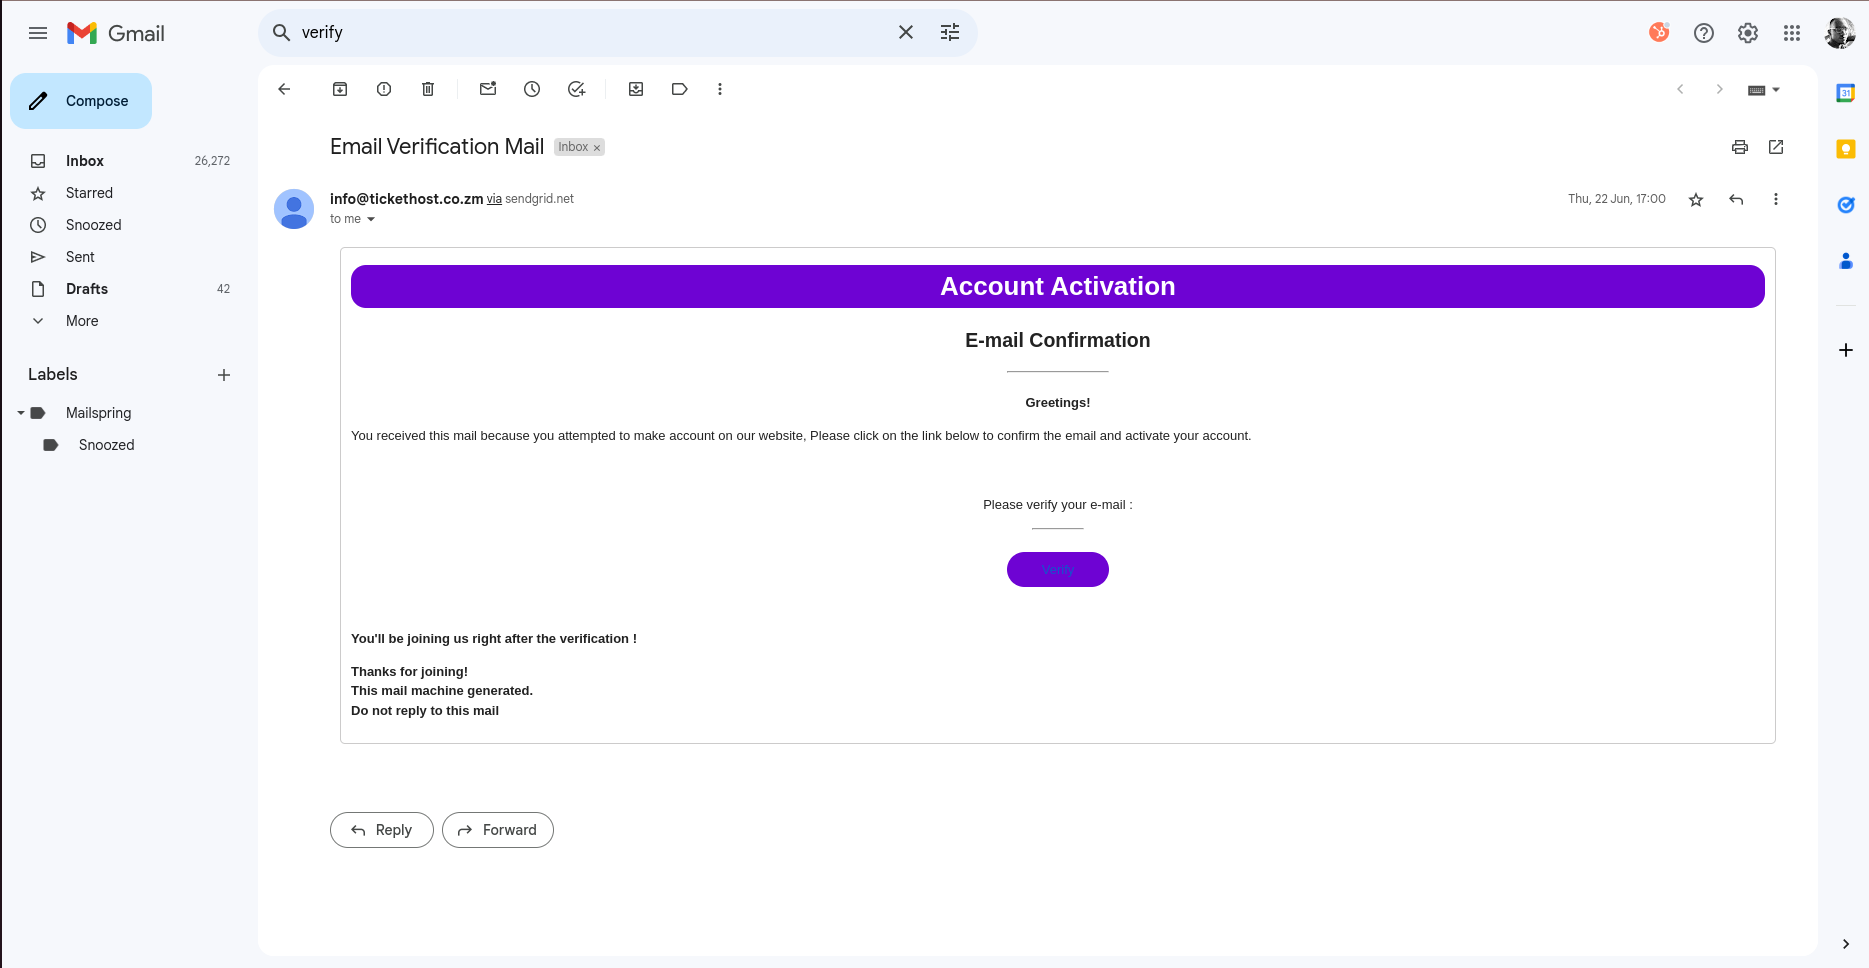 Gmail
verify
Compose
Inbox 26,272
Starred
Snoozed
Sent
Drafts 42
More
Labels
Mailspring
Snoozed
Email Verification Mail Inbox ×
info@tickethost.co.zm via sendgrid.net
Thu, 22 Jun, 17:00
to me
Account Activation
E-mail Confirmation
Greetings!
You received this mail because you attempted to make account on our website, Please click on the link below to confirm the email and activate your account.
Please verify your e-mail :
Verify
You'll be joining us right after the verification !
Thanks for joining!
This mail machine generated.
Do not reply to this mail
Reply
Forward
31